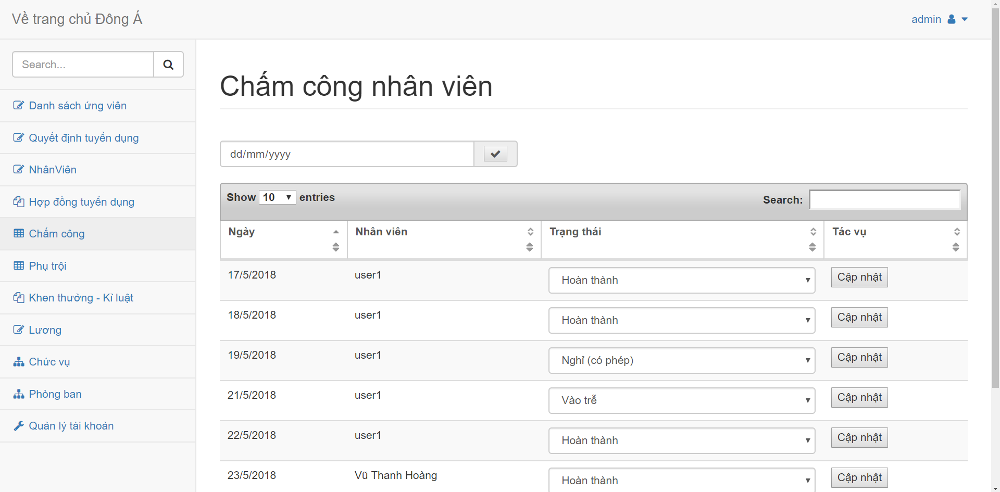 Về trang chủ Đông Á
admin
Search...
Danh sách ứng viên
Quyết định tuyển dụng
NhânViên
Hợp đồng tuyển dụng
Chấm công
Phụ trội
Khen thưởng - Kỉ luật
Lương
Chức vụ
Phòng ban
Quản lý tài khoản
Chấm công nhân viên
dd/mm/yyyy
Show 10 entries Search:
Ngày Nhân viên Trạng thái Tác vụ
17/5/2018 user1 Hoàn thành Cập nhật
18/5/2018 user1 Hoàn thành Cập nhật
19/5/2018 user1 Nghỉ (có phép) Cập nhật
21/5/2018 user1 Vào trễ Cập nhật
22/5/2018 user1 Hoàn thành Cập nhật
23/5/2018 Vũ Thanh Hoàng Hoàn thành Cập nhật